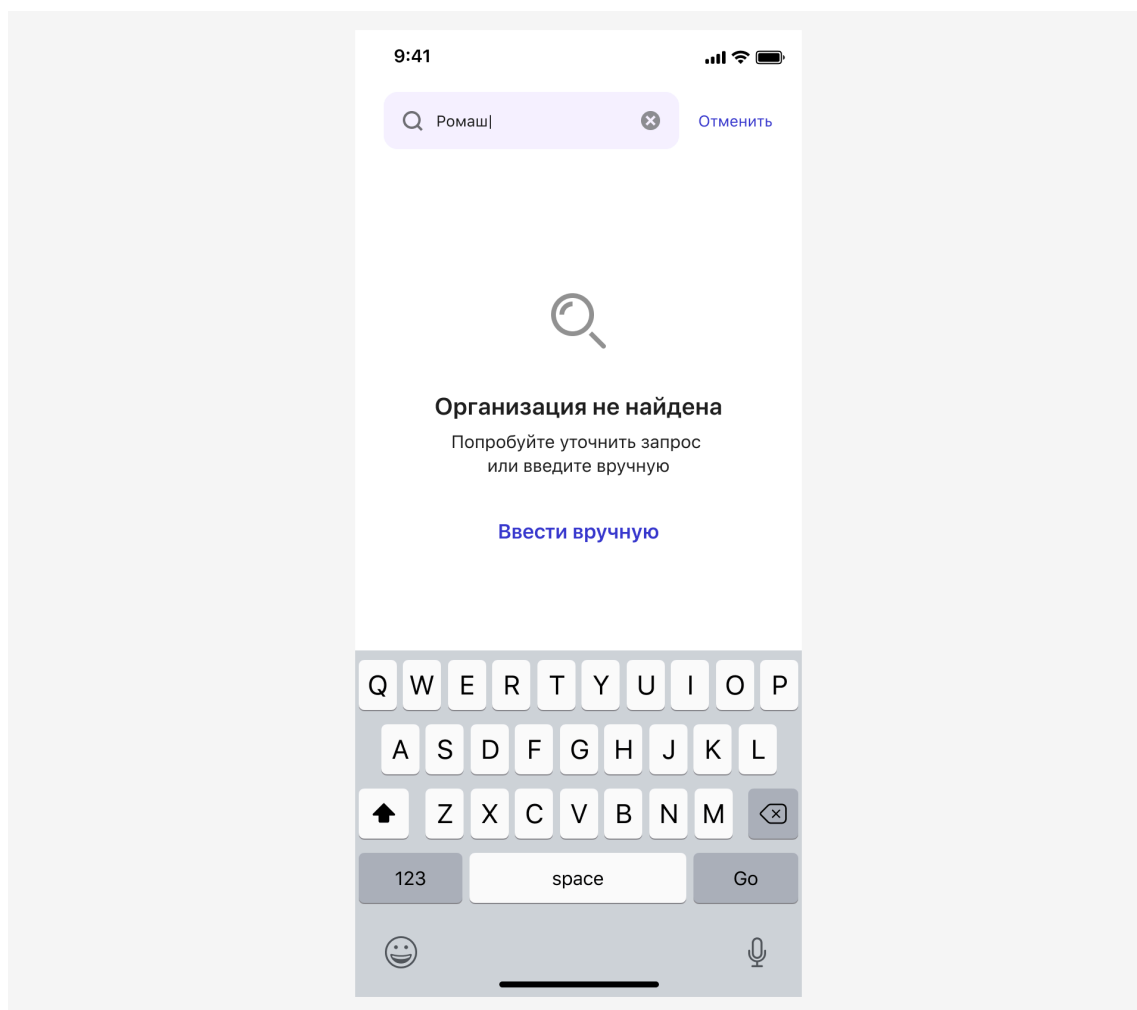 9:41
Ромаш
Отменить
Организация не найдена
Попробуйте уточнить запрос
или введите вручную
Ввести вручную
Q W E R T Y U I O P
A S D F G H J K L
Z X C V B N M
123 space Go